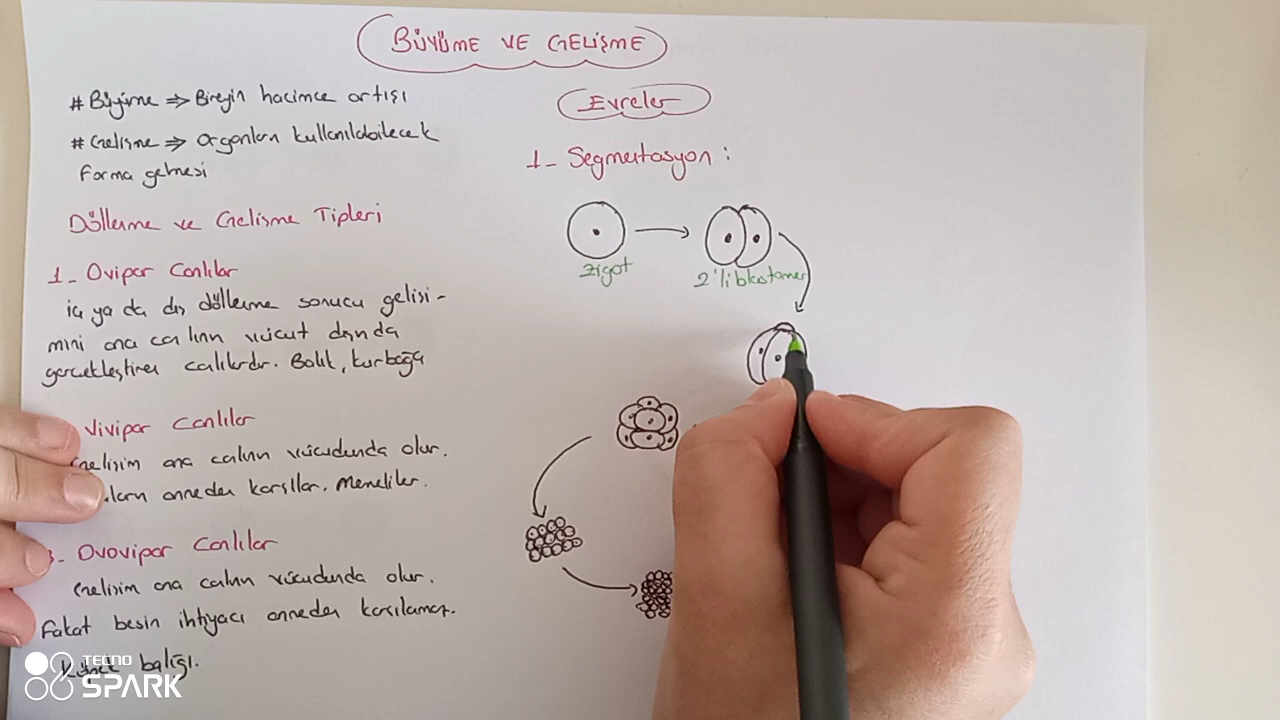 BÜYÜME VE GELİŞME
# Büyüme ⇒ Bireyin hacimce artışı
# Gelişme ⇒ Organların kullanılabilecek
forma gelmesi
Döllenme ve Gelişme Tipleri
1- Ovipar Canlılar
iç ya da dış döllenme sonucu gelişi-
mini ana canlının vücut dışında
gerçekleştiren canlılardır. Balık, kurbağa
Vivipar Canlılar
Gelişim ana canlının vücudunda olur.
anneden karşılar. Memeliler.
3- Ovovipar Canlılar
Gelişim ana canlının vücudunda olur.
Fakat besin ihtiyacı anneden karşılamaz.
balığı.
Evreler
1- Segmentasyon :
zigot
2'li blastomer
TECNO
SPARK